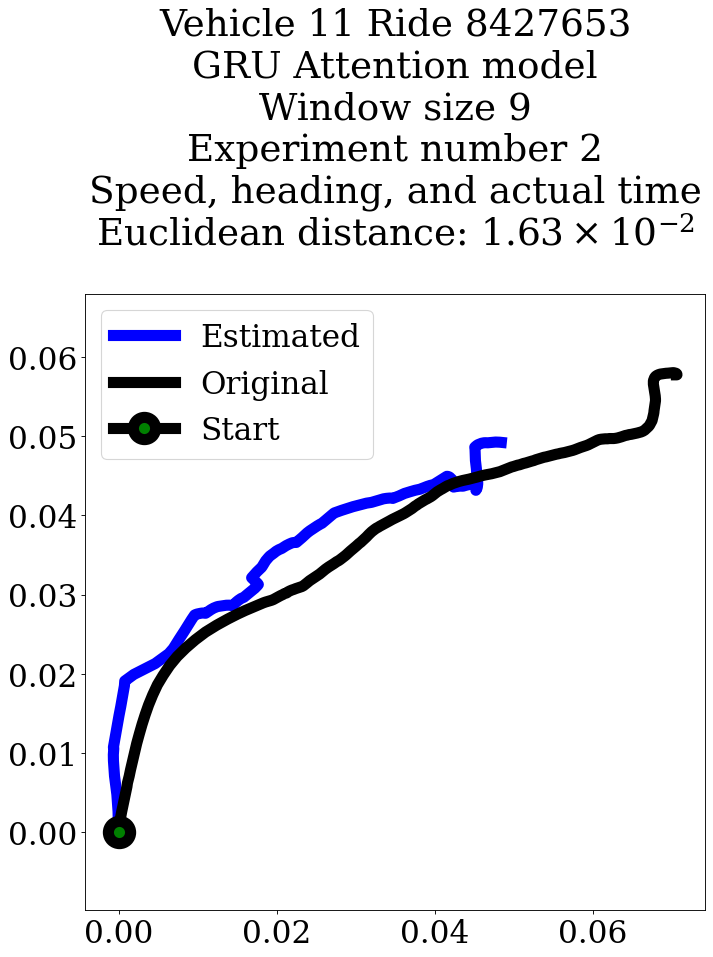 Vehicle 11 Ride 8427653
GRU Attention model
Window size 9
Experiment number 2
Speed, heading, and actual time
Euclidean distance: 1.63 × 10⁻²
Estimated
Original
Start
0.06
0.05
0.04
0.03
0.02
0.01
0.00
0.00 0.02 0.04 0.06